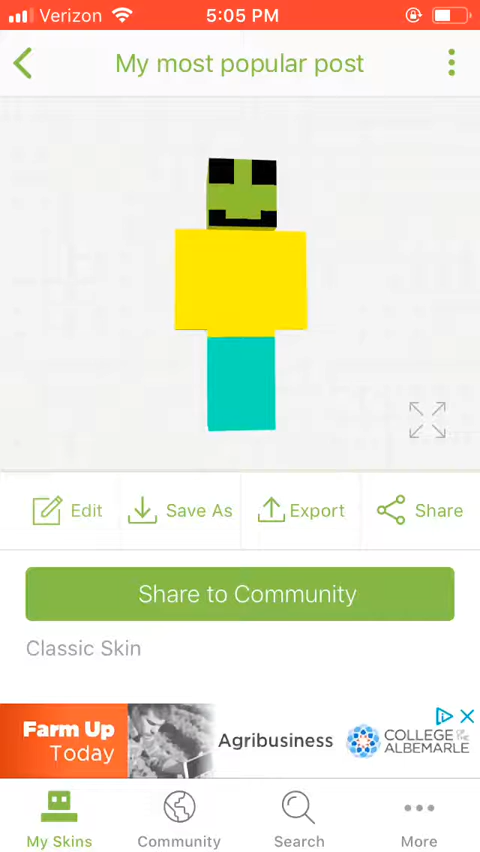 Verizon 5:05 PM
My most popular post
Edit Save As Export Share
Share to Community
Classic Skin
Farm Up
Today
Agribusiness
COLLEGE OF THE
ALBEMARLE
My Skins Community Search More